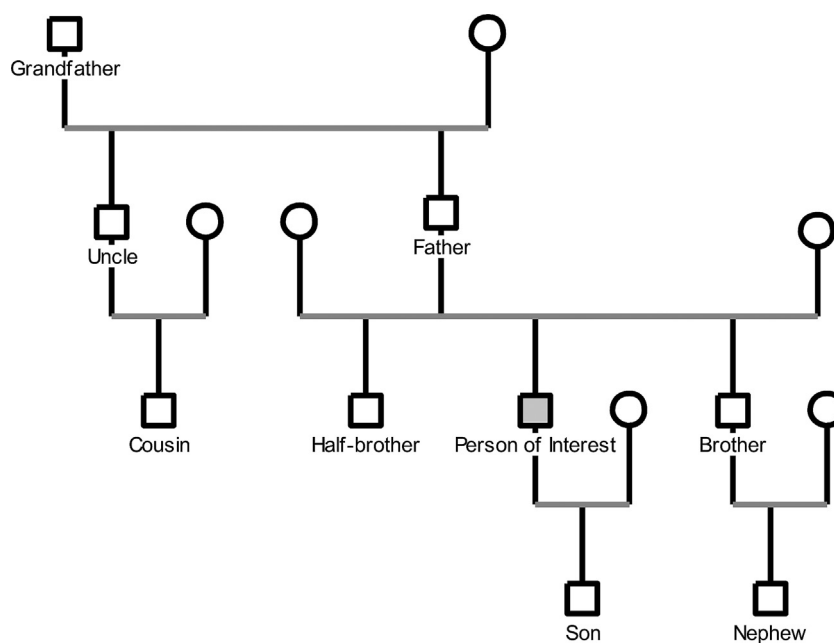 Grandfather
Uncle
Father
Cousin
Half-brother
Person of Interest
Brother
Son
Nephew